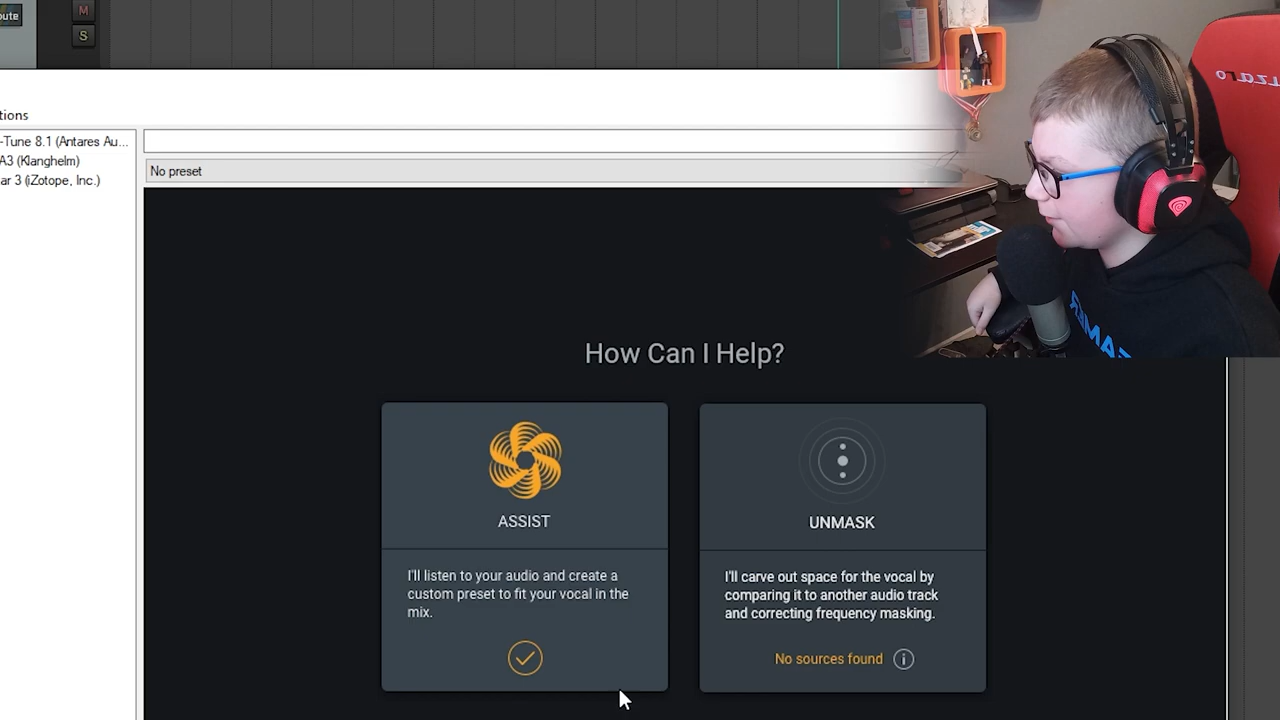 oute
M
S
tions
-Tune 8.1 (Antares Au...
A3 (Klanghelm)
ar 3 (iZotope, Inc.)
No preset
How Can I Help?
ASSIST
I'll listen to your audio and create a
custom preset to fit your vocal in the
mix.
UNMASK
I'll carve out space for the vocal by
comparing it to another audio track
and correcting frequency masking.
No sources found
i